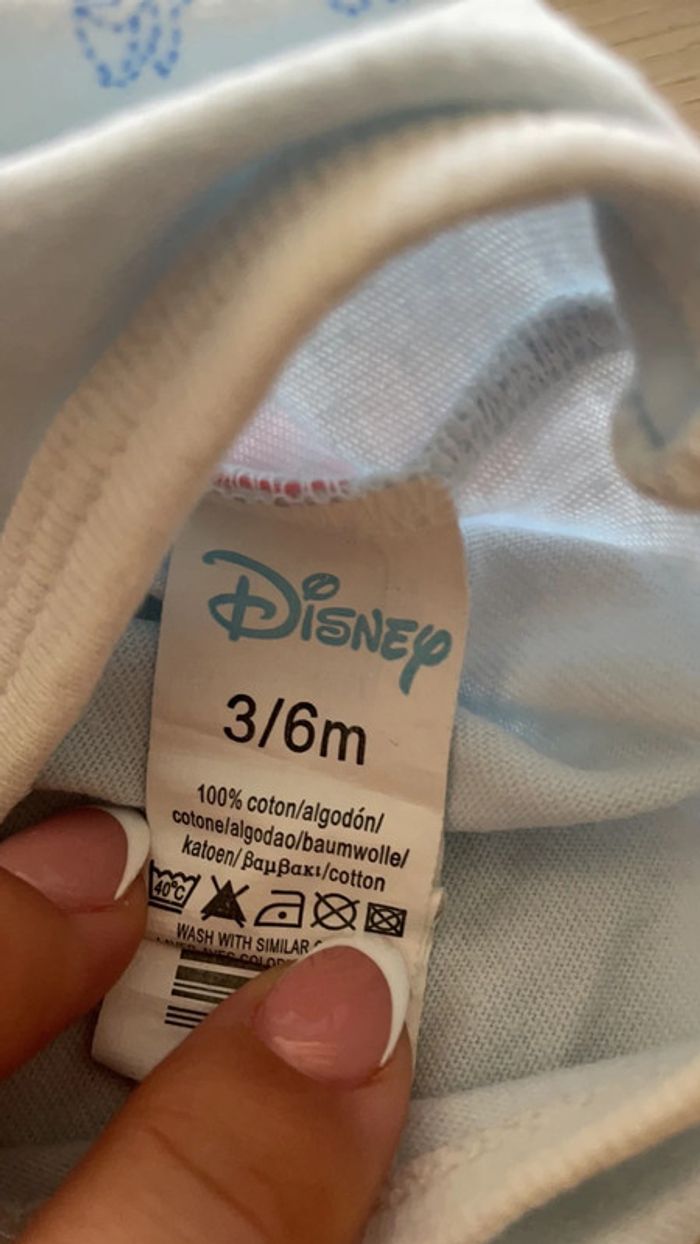 Disney
3/6m
100% coton/algodón/
cotone/algodao/baumwolle/
katoen/βαμβακι/cotton
40°C
WASH WITH SIMILAR